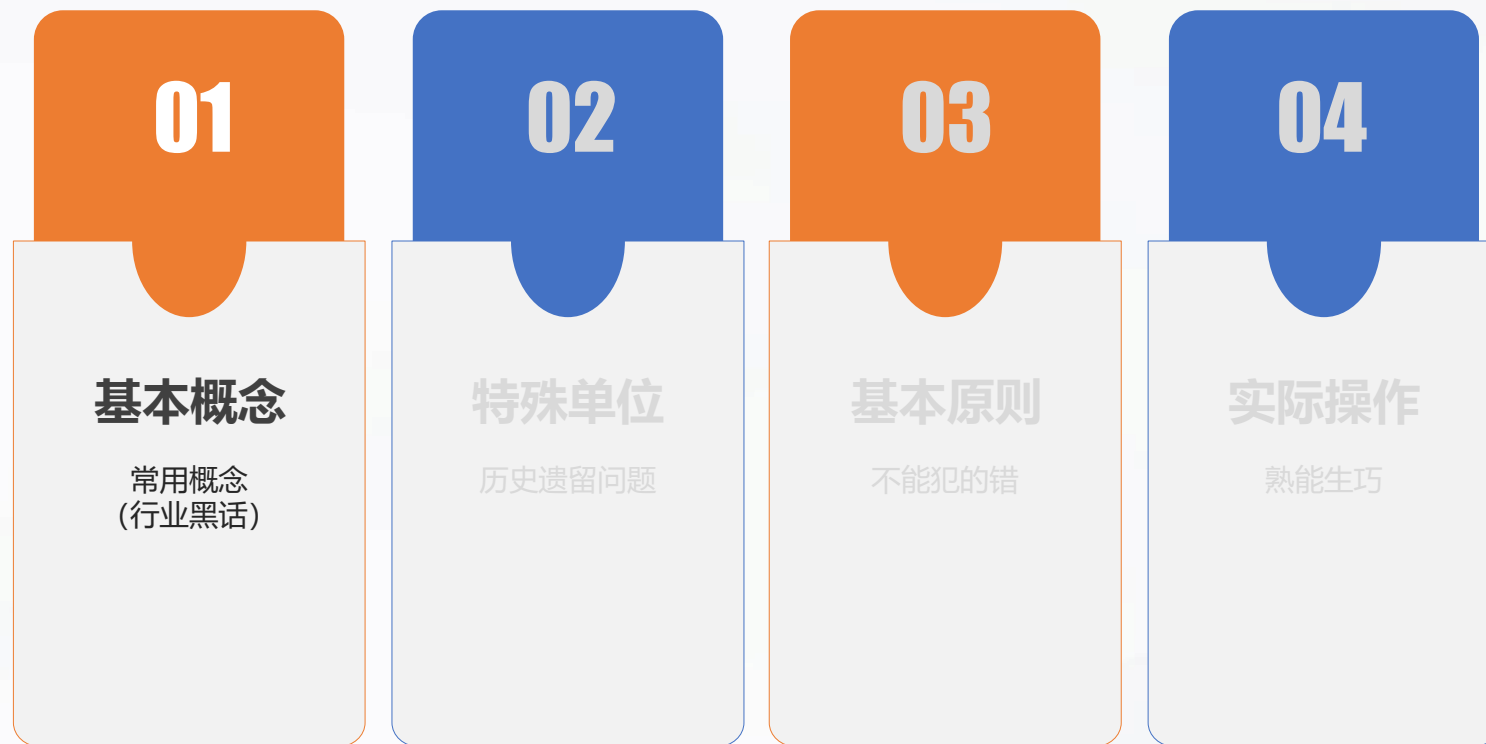 01
基本概念
常用概念
（行业黑话）
02
特殊单位
历史遗留问题
03
基本原则
不能犯的错
04
实际操作
熟能生巧